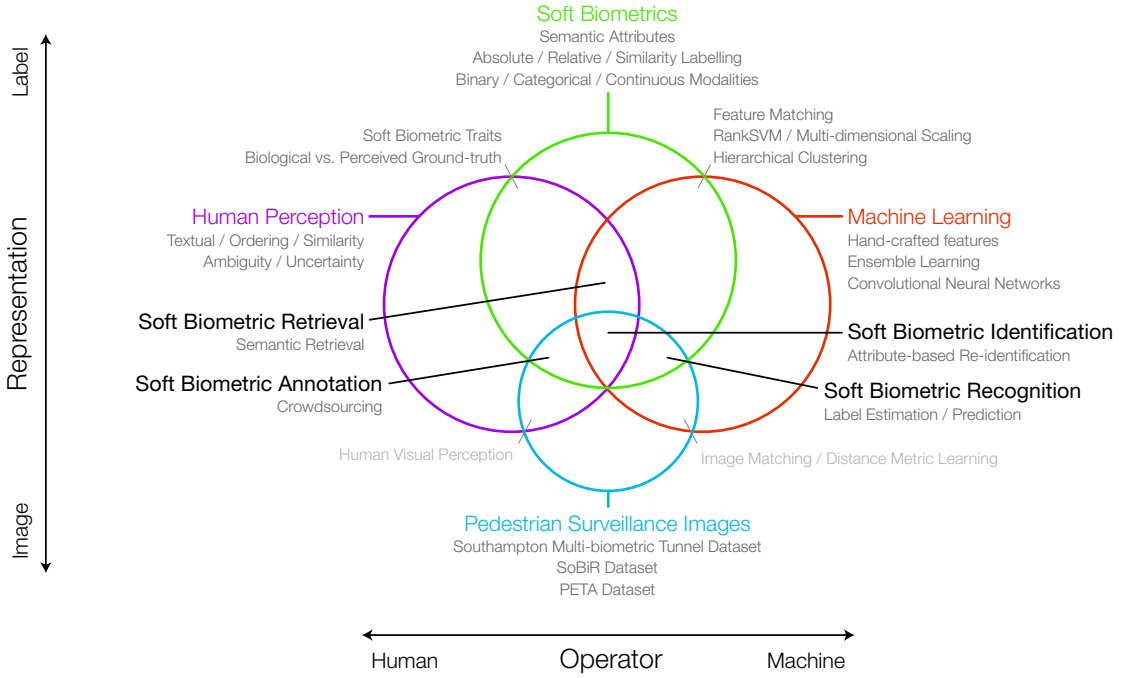 Soft Biometrics
Semantic Attributes
Absolute / Relative / Similarity Labelling
Binary / Categorical / Continuous Modalities
Label
Representation
Image
Soft Biometric Traits
Biological vs. Perceived Ground-truth
Feature Matching
RankSVM / Multi-dimensional Scaling
Hierarchical Clustering
Human Perception
Textual / Ordering / Similarity
Ambiguity / Uncertainty
Machine Learning
Hand-crafted features
Ensemble Learning
Convolutional Neural Networks
Soft Biometric Retrieval
Semantic Retrieval
Soft Biometric Identification
Attribute-based Re-identification
Soft Biometric Annotation
Crowdsourcing
Soft Biometric Recognition
Label Estimation / Prediction
Human Visual Perception
Image Matching / Distance Metric Learning
Pedestrian Surveillance Images
Southampton Multi-biometric Tunnel Dataset
SoBiR Dataset
PETA Dataset
Human
Operator
Machine